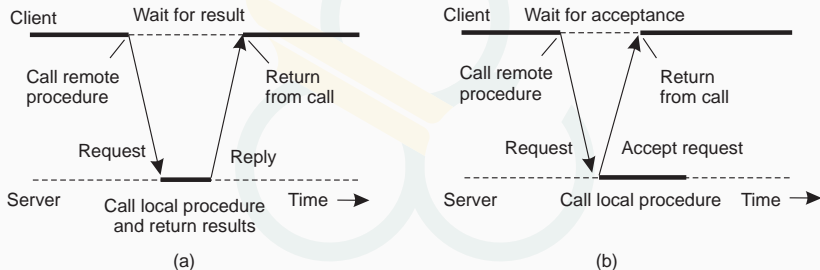 Client
Wait for result
Call remote
procedure
Return
from call
Request
Reply
Server
Call local procedure
and return results
Time
(a)
Client
Wait for acceptance
Call remote
procedure
Return
from call
Request
Accept request
Server
Call local procedure
Time
(b)